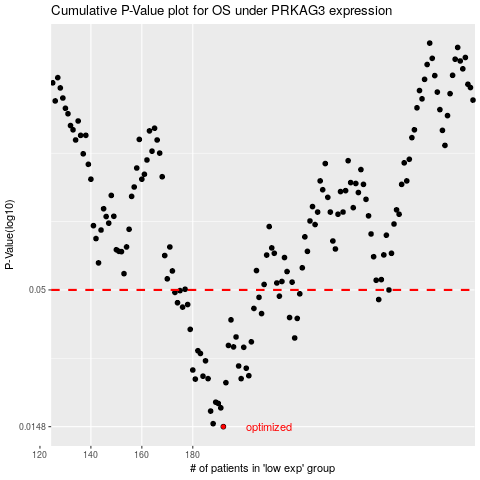 Cumulative P-Value plot for OS under PRKAG3 expression
P-Value(log10)
0.05
0.0148
optimized
120 140 160 180
# of patients in 'low exp' group